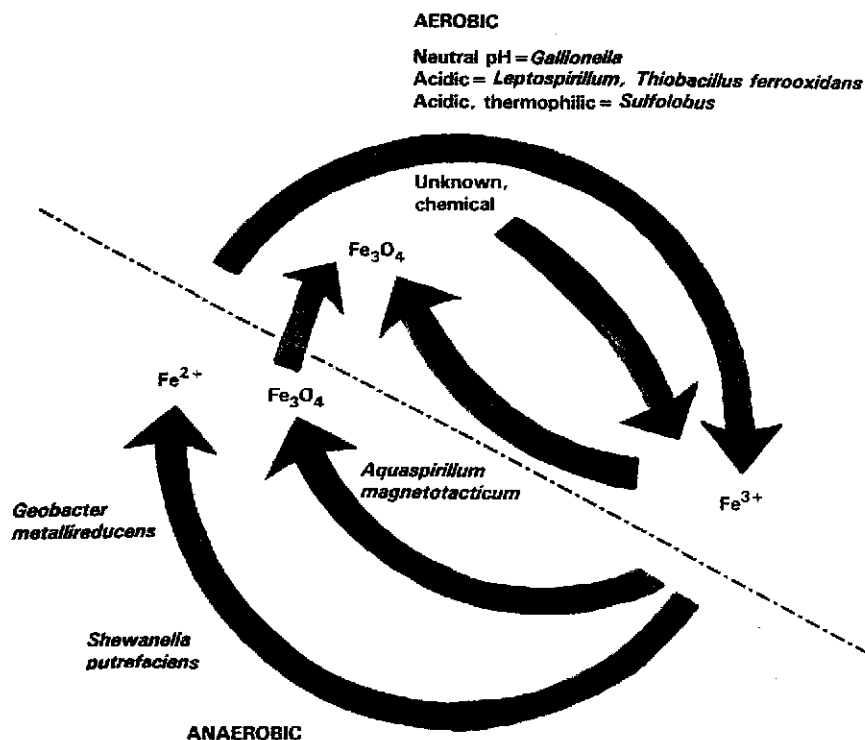 AEROBIC
Neutral pH = Gallionella
Acidic = Leptospirillum, Thiobacillus ferrooxidans
Acidic, thermophilic = Sulfolobus
Unknown,
chemical
Fe₃O₄
Fe²⁺
Fe₃O₄
Aquaspirillum
magnetotacticum
Fe³⁺
Geobacter
metallireducens
Shewanella
putrefaciens
ANAEROBIC